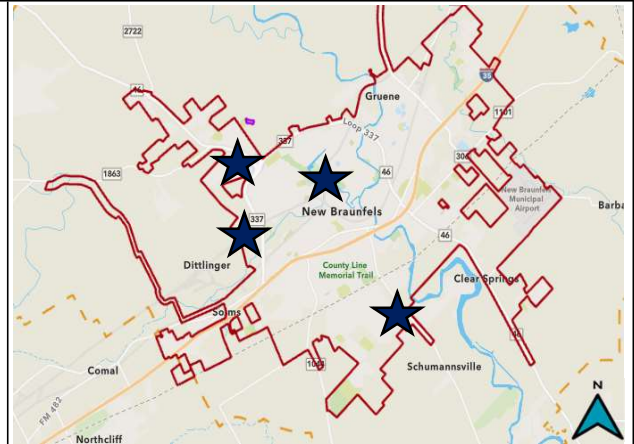 2722
46
35
Gruene
Loop 337
337
1101
306
1863
46
New Braunfels
Municipal
Airport
337
New Braunfels
46
Barba
Dittlinger
County Line
Memorial Trail
Clear Springs
Solms
46
1044
Schumannsville
Comal
FM 482
Northcliff
N